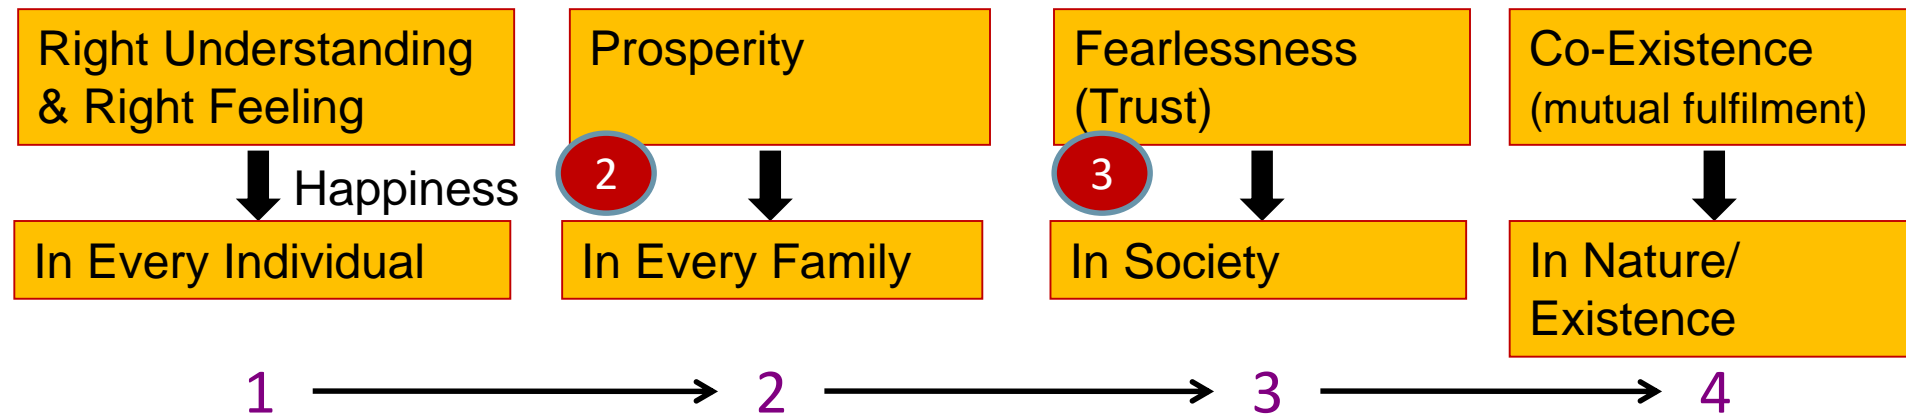 Right Understanding
& Right Feeling
Prosperity
Fearlessness
(Trust)
Co-Existence
(mutual fulfilment)
Happiness
2
3
In Every Individual
In Every Family
In Society
In Nature/
Existence
1
2
3
4